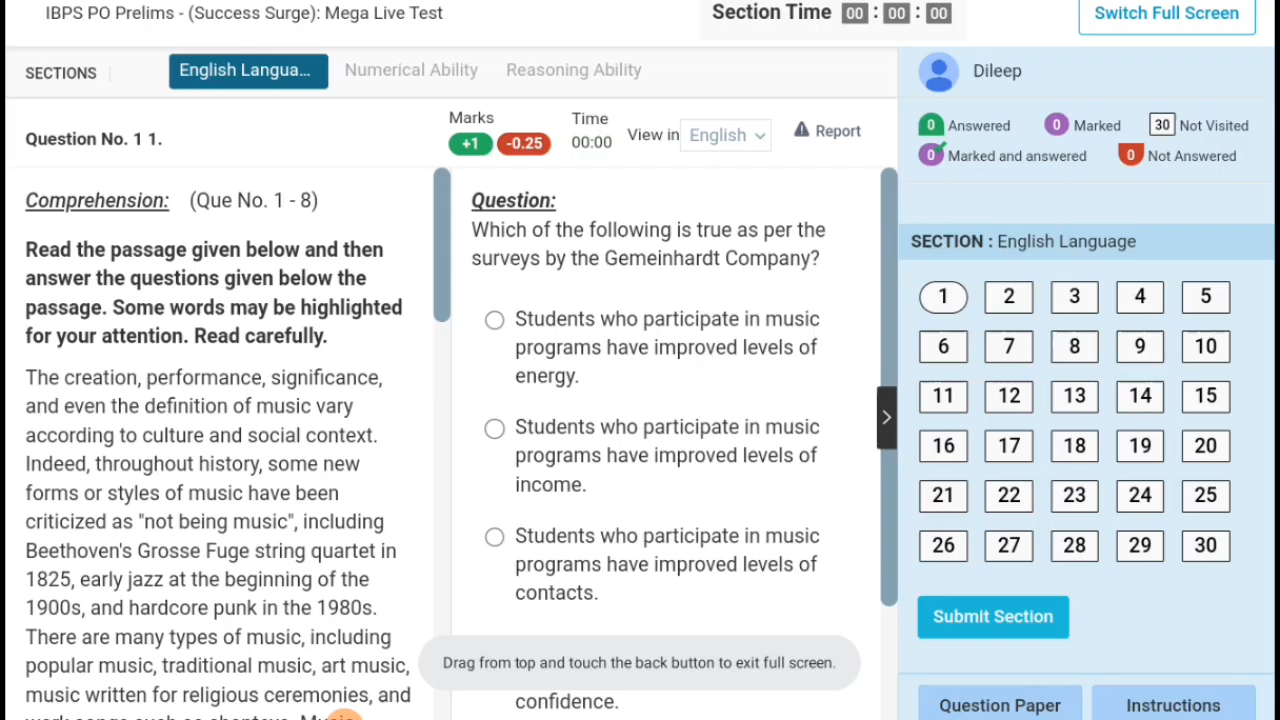 IBPS PO Prelims - (Success Surge): Mega Live Test
Section Time 00 : 00 : 00
Switch Full Screen
SECTIONS
English Langua...
Numerical Ability
Reasoning Ability
Dileep
Question No. 1 1.
Marks
+1 -0.25
Time
00:00
View in English
Report
0 Answered
0 Marked
30 Not Visited
0 Marked and answered
0 Not Answered
Comprehension: (Que No. 1 - 8)
Read the passage given below and then
answer the questions given below the
passage. Some words may be highlighted
for your attention. Read carefully.
The creation, performance, significance,
and even the definition of music vary
according to culture and social context.
Indeed, throughout history, some new
forms or styles of music have been
criticized as "not being music", including
Beethoven's Grosse Fuge string quartet in
1825, early jazz at the beginning of the
1900s, and hardcore punk in the 1980s.
There are many types of music, including
popular music, traditional music, art music,
music written for religious ceremonies, and
Question:
Which of the following is true as per the
surveys by the Gemeinhardt Company?
Students who participate in music
programs have improved levels of
energy.
Students who participate in music
programs have improved levels of
income.
Students who participate in music
programs have improved levels of
contacts.
Drag from top and touch the back button to exit full screen.
confidence.
SECTION : English Language
1 2 3 4 5
6 7 8 9 10
11 12 13 14 15
16 17 18 19 20
21 22 23 24 25
26 27 28 29 30
Submit Section
Question Paper
Instructions